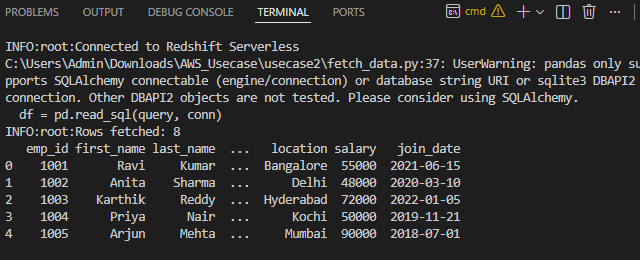 PROBLEMS OUTPUT DEBUG CONSOLE TERMINAL PORTS cmd
INFO:root:Connected to Redshift Serverless
C:\Users\Admin\Downloads\AWS_Usecase\usecase2\fetch_data.py:37: UserWarning: pandas only su
pports SQLAlchemy connectable (engine/connection) or database string URI or sqlite3 DBAPI2
connection. Other DBAPI2 objects are not tested. Please consider using SQLAlchemy.
  df = pd.read_sql(query, conn)
INFO:root:Rows fetched: 8
   emp_id first_name last_name  ...   location salary   join_date
0    1001       Ravi     Kumar  ...  Bangalore  55000  2021-06-15
1    1002      Anita    Sharma  ...      Delhi  48000  2020-03-10
2    1003    Karthik     Reddy  ...  Hyderabad  72000  2022-01-05
3    1004      Priya      Nair  ...      Kochi  50000  2019-11-21
4    1005      Arjun     Mehta  ...     Mumbai  90000  2018-07-01